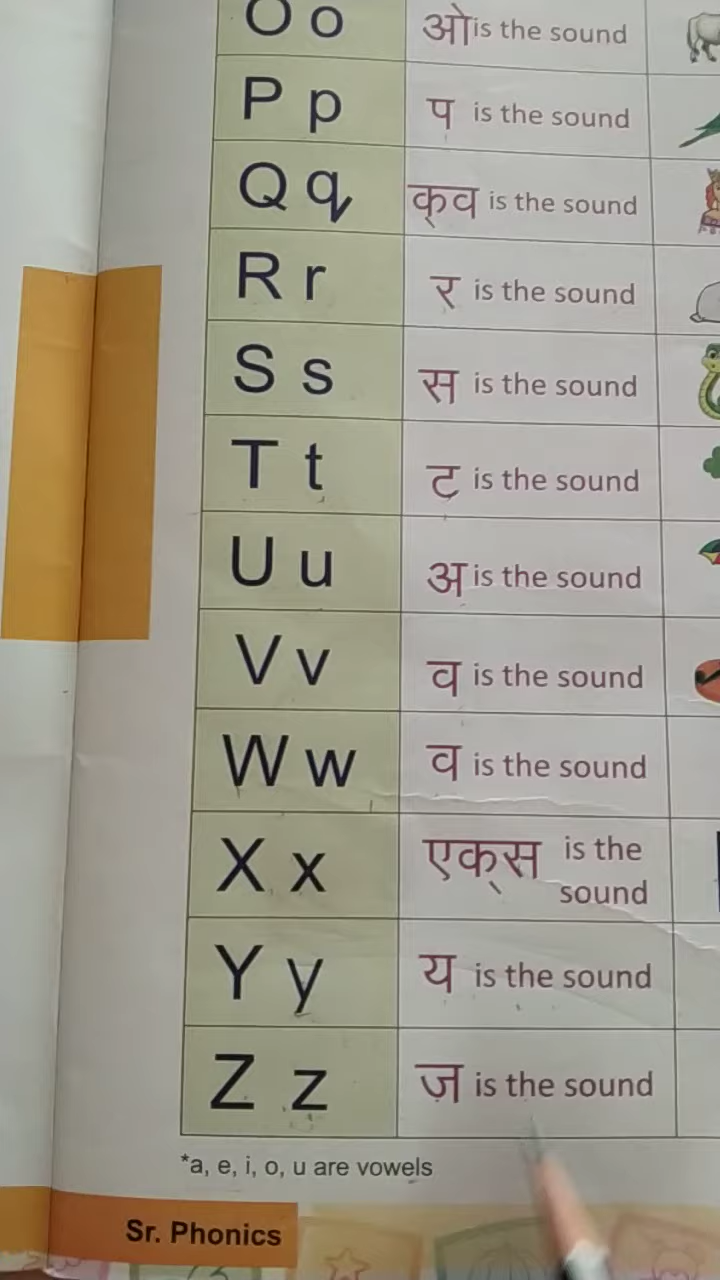 O o ओ is the sound
P p प is the sound
Q q क्व is the sound
R r र is the sound
S s स is the sound
T t ट is the sound
U u अ is the sound
V v व is the sound
W w व is the sound
X x एक्स is the
sound
Y y य is the sound
Z z ज़ is the sound
*a, e, i, o, u are vowels
Sr. Phonics